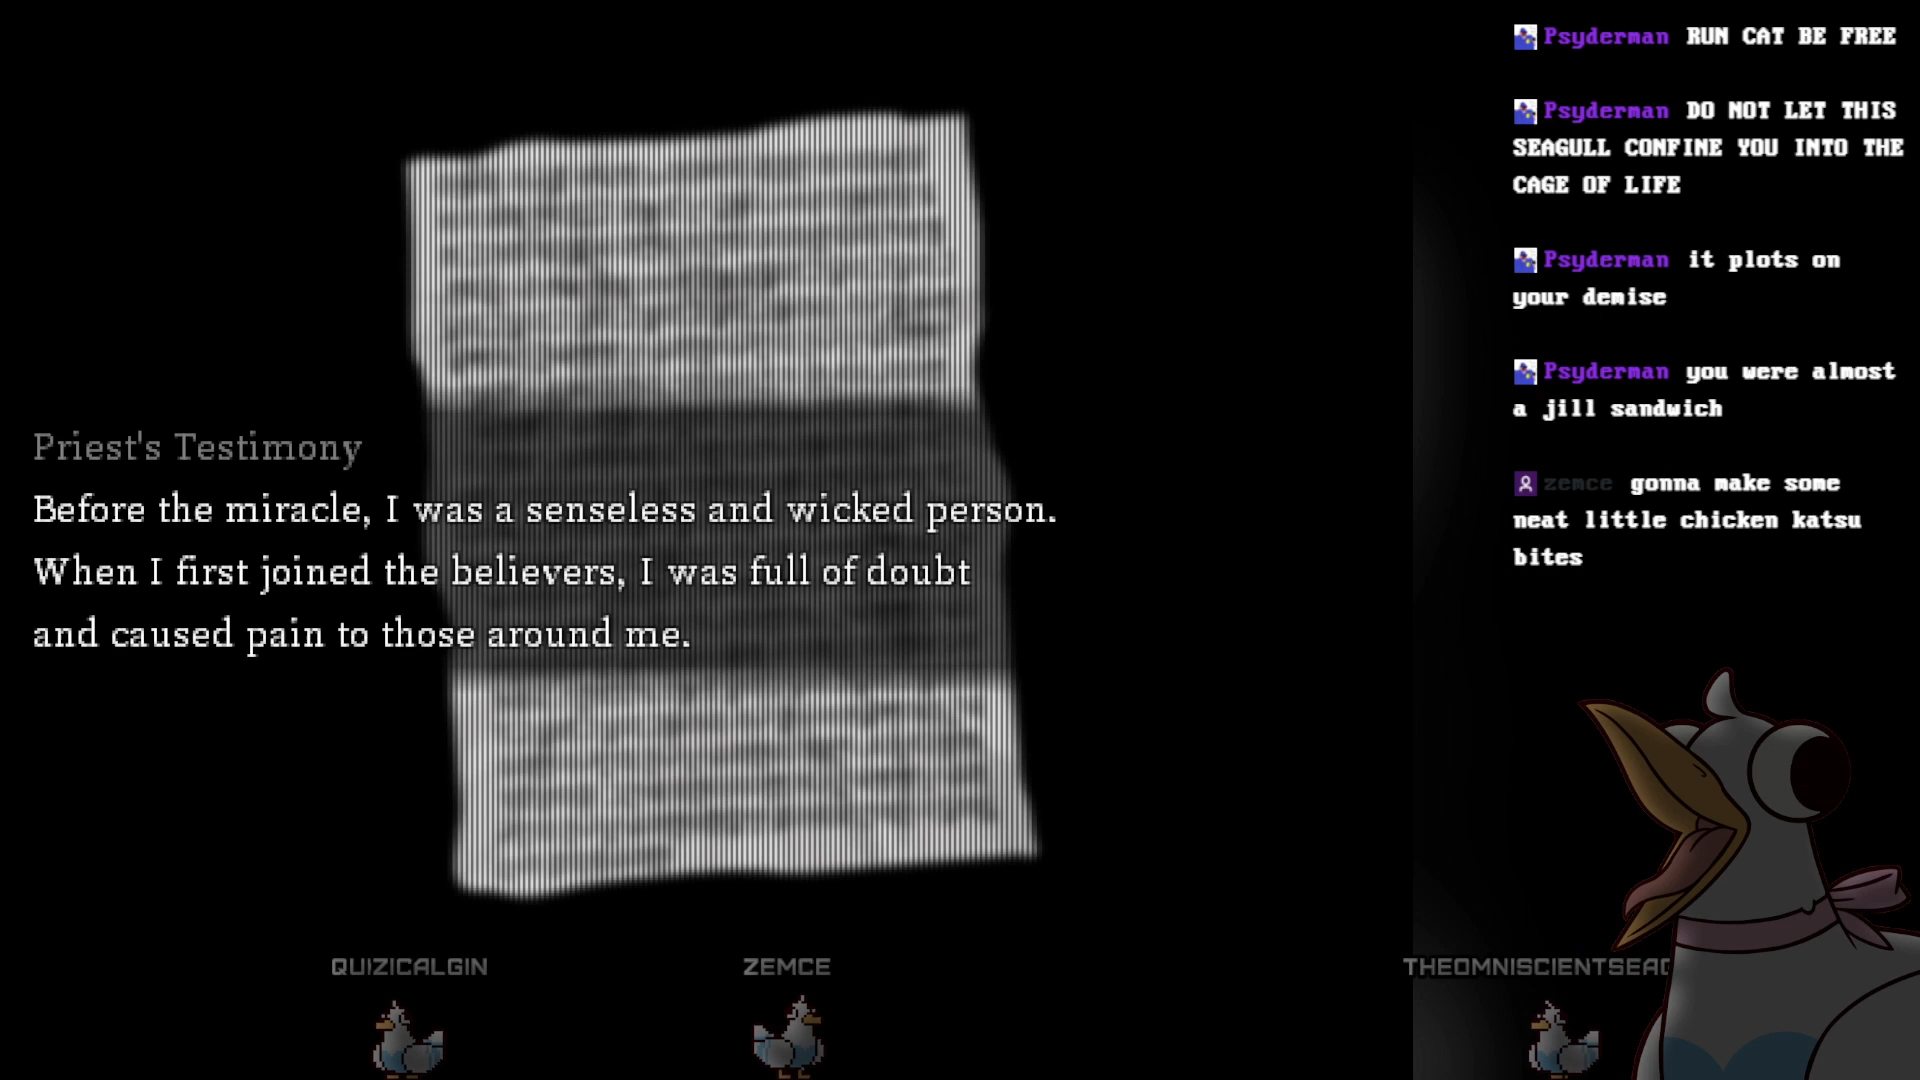 Priest's Testimony
Before the miracle, I was a senseless and wicked person.
When I first joined the believers, I was full of doubt
and caused pain to those around me.
Psyderman RUN CAT BE FREE
Psyderman DO NOT LET THIS
SEAGULL CONFINE YOU INTO THE
CAGE OF LIFE
Psyderman it plots on
your demise
Psyderman you were almost
a jill sandwich
zemce gonna make some
neat little chicken katsu
bites
QUIZICALGIN
ZEMCE
THEOMNISCIENTSEAG